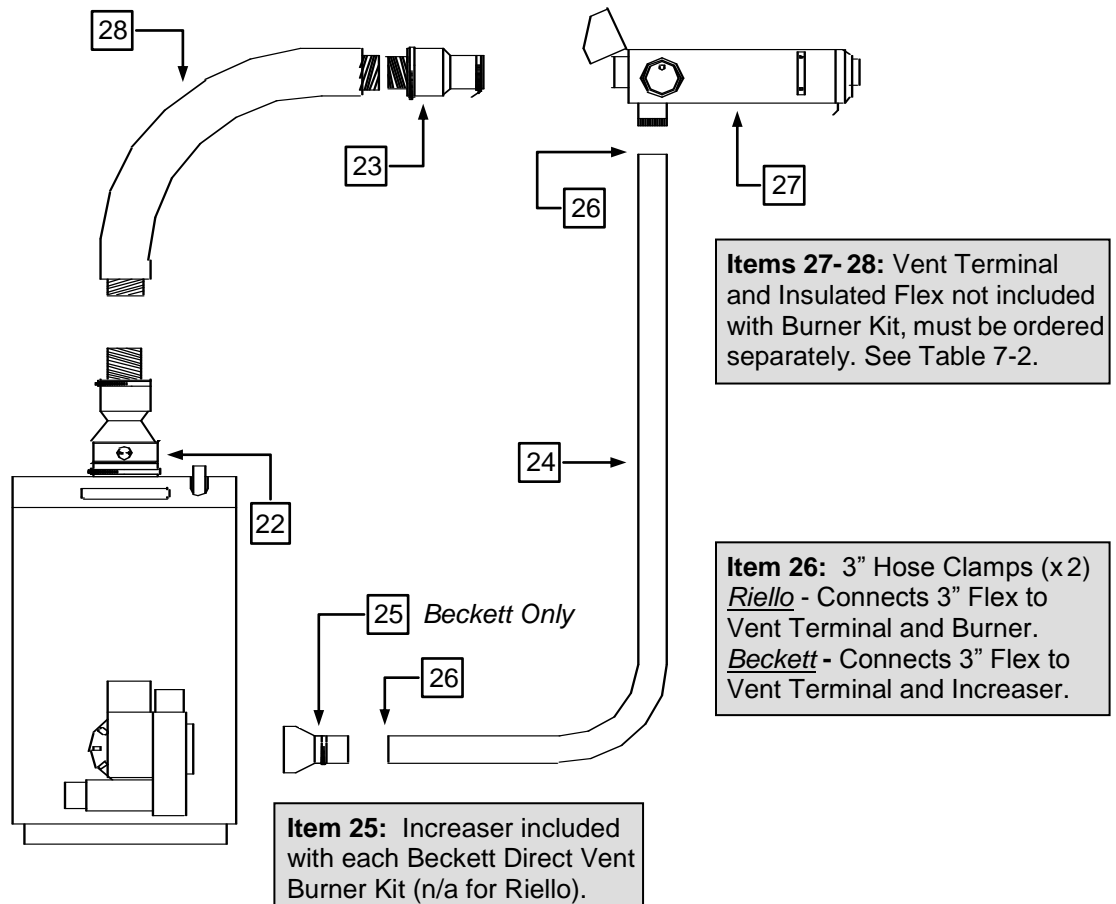 28
23
26
27
Items 27-28: Vent Terminal
and Insulated Flex not included
with Burner Kit, must be ordered
separately. See Table 7-2.
24
22
Item 26: 3” Hose Clamps (x2)
Riello - Connects 3” Flex to
Vent Terminal and Burner.
Beckett - Connects 3” Flex to
Vent Terminal and Increaser.
25 Beckett Only
26
Item 25: Increaser included
with each Beckett Direct Vent
Burner Kit (n/a for Riello).